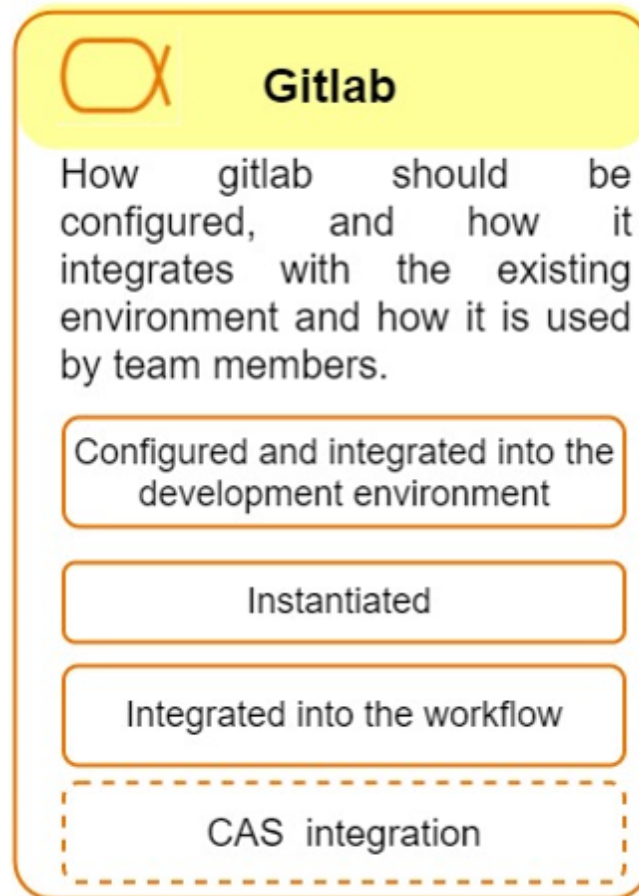 Gitlab
How gitlab should be
configured, and how it
integrates with the existing
environment and how it is used
by team members.
Configured and integrated into the
development environment
Instantiated
Integrated into the workflow
CAS integration